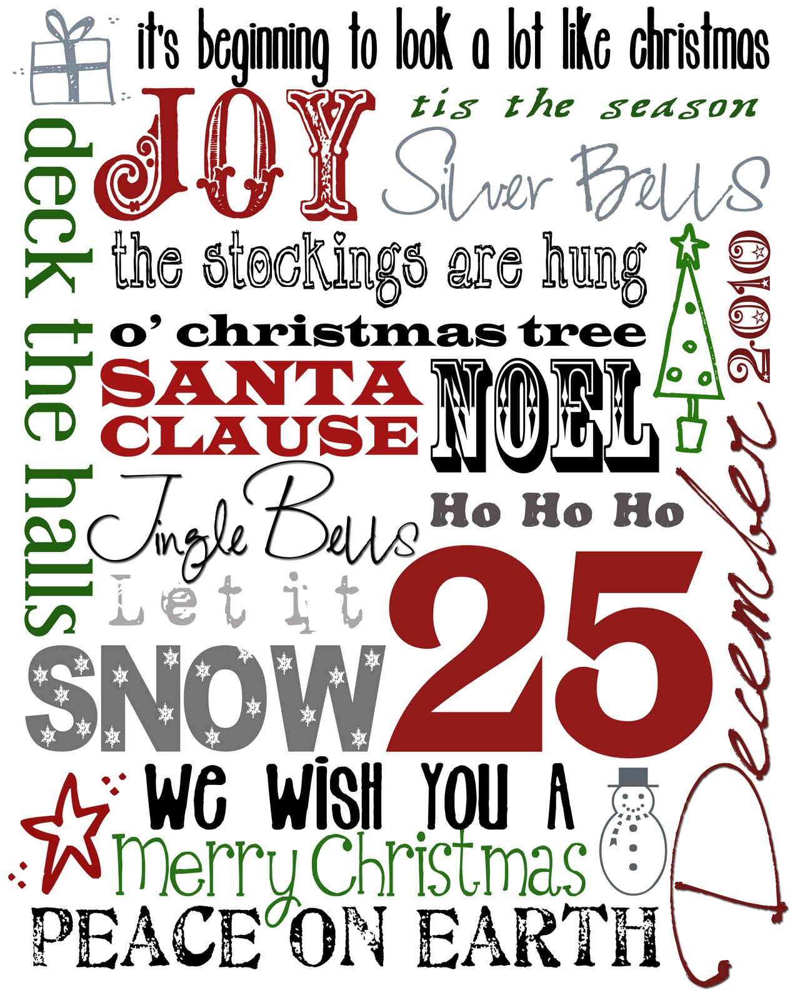 it's beginning to look a lot like christmas
JOY
tis the season
Silver Bells
deck the halls
the stockings are hung
o' christmas tree
SANTA
CLAUSE
NOEL
Jingle Bells
Ho Ho Ho
Let it
SNOW
25
December 2010
We Wish You A
Merry Christmas
PEACE ON EARTH